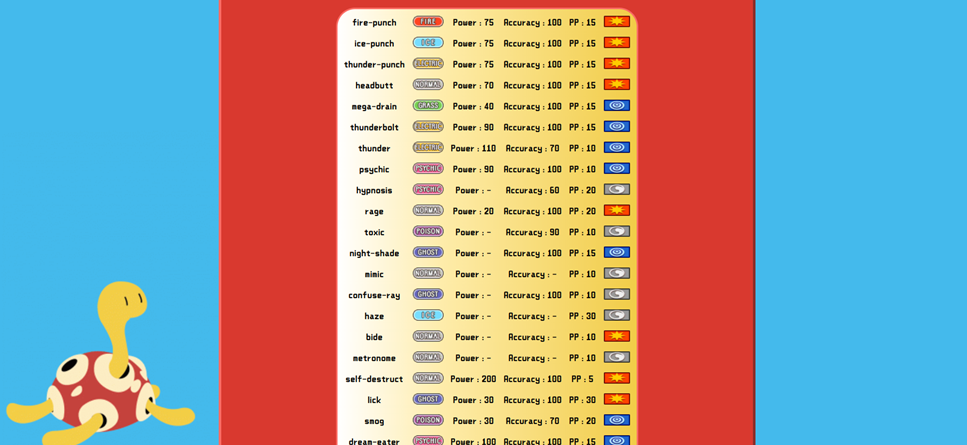 fire-punch FIRE Power : 75 Accuracy : 100 PP : 15
ice-punch ICE Power : 75 Accuracy : 100 PP : 15
thunder-punch ELECTRIC Power : 75 Accuracy : 100 PP : 15
headbutt NORMAL Power : 70 Accuracy : 100 PP : 15
mega-drain GRASS Power : 40 Accuracy : 100 PP : 15
thunderbolt ELECTRIC Power : 90 Accuracy : 100 PP : 15
thunder ELECTRIC Power : 110 Accuracy : 70 PP : 10
psychic PSYCHIC Power : 90 Accuracy : 100 PP : 10
hypnosis PSYCHIC Power : - Accuracy : 60 PP : 20
rage NORMAL Power : 20 Accuracy : 100 PP : 20
toxic POISON Power : - Accuracy : 90 PP : 10
night-shade GHOST Power : - Accuracy : 100 PP : 15
mimic NORMAL Power : - Accuracy : - PP : 10
confuse-ray GHOST Power : - Accuracy : 100 PP : 10
haze ICE Power : - Accuracy : - PP : 30
bide NORMAL Power : - Accuracy : - PP : 10
metronome NORMAL Power : - Accuracy : - PP : 10
self-destruct NORMAL Power : 200 Accuracy : 100 PP : 5
lick GHOST Power : 30 Accuracy : 100 PP : 30
smog POISON Power : 30 Accuracy : 70 PP : 20
dream-eater PSYCHIC Power : 100 Accuracy : 100 PP : 15